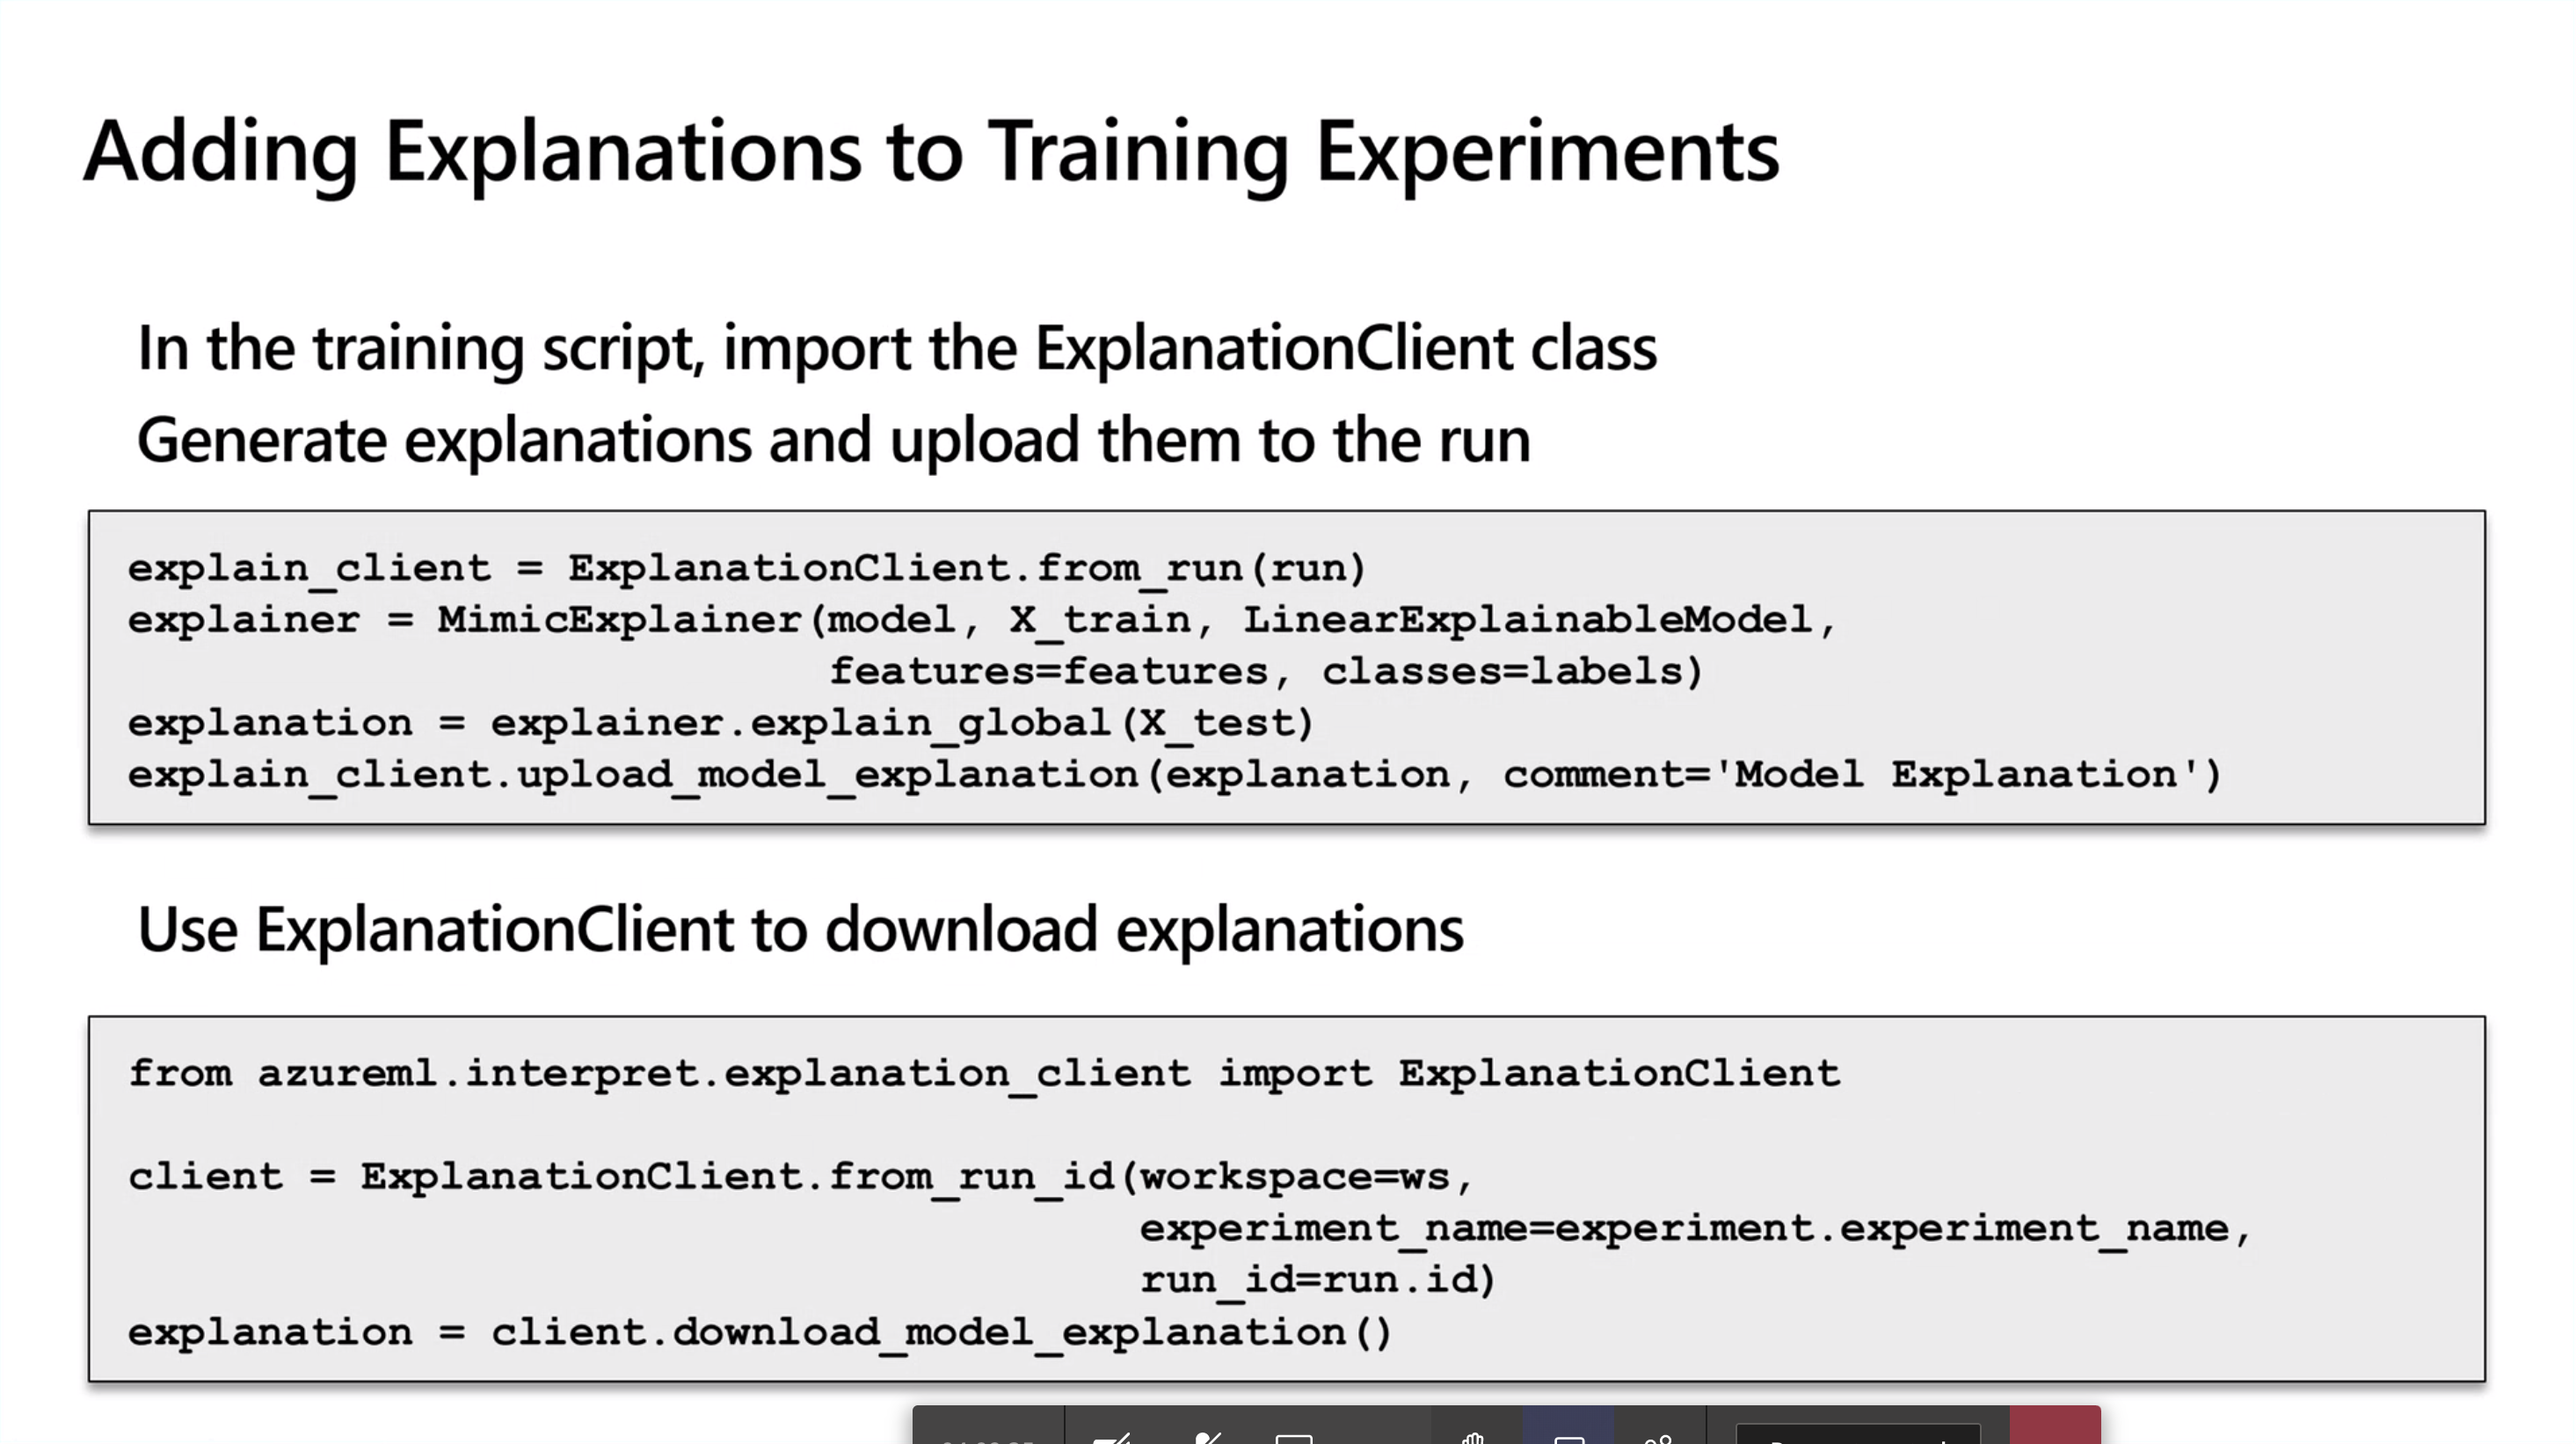 Adding Explanations to Training Experiments
In the training script, import the ExplanationClient class
Generate explanations and upload them to the run
explain_client = ExplanationClient.from_run(run)
explainer = MimicExplainer(model, X_train, LinearExplainableModel,
features=features, classes=labels)
explanation = explainer.explain_global(X_test)
explain_client.upload_model_explanation(explanation, comment='Model Explanation')
Use ExplanationClient to download explanations
from azureml.interpret.explanation_client import ExplanationClient
client = ExplanationClient.from_run_id(workspace=ws,
experiment_name=experiment.experiment_name,
run_id=run.id)
explanation = client.download_model_explanation()